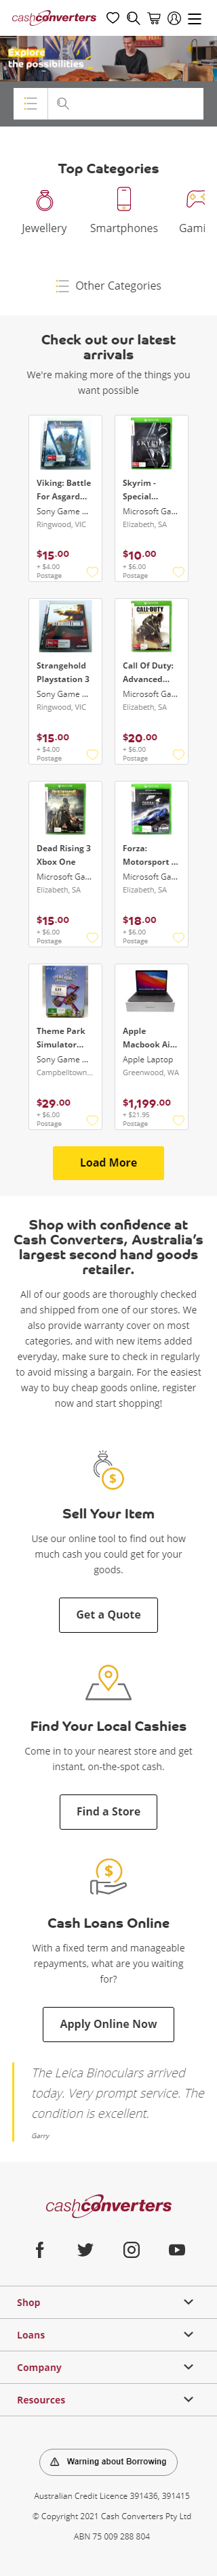 cashconverters
Explore
the possibilities
Top Categories
Jewellery
Smartphones
Gami
Other Categories
Check out our latest
arrivals
We're making more of the things you
want possible
Viking: Battle
For Asgard...
Sony Game ...
Ringwood, VIC
$15.00
+ $4.00
Postage
Skyrim -
Special...
Microsoft Ga...
Elizabeth, SA
$10.00
+ $6.00
Postage
Stranglehold
Playstation 3
Sony Game ...
Ringwood, VIC
$15.00
+ $4.00
Postage
Call Of Duty:
Advanced...
Microsoft Ga...
Elizabeth, SA
$20.00
+ $6.00
Postage
Dead Rising 3
Xbox One
Microsoft Ga...
Elizabeth, SA
$15.00
+ $6.00
Postage
Forza:
Motorsport ...
Microsoft Ga...
Elizabeth, SA
$18.00
+ $6.00
Postage
Theme Park
Simulator...
Sony Game ...
Campbelltown...
$29.00
+ $6.00
Postage
Apple
Macbook Ai...
Apple Laptop
Greenwood, WA
$1,199.00
+ $21.95
Postage
Load More
Shop with confidence at
Cash Converters, Australia's
largest second hand goods
retailer.
All of our goods are thoroughly checked
and shipped from one of our stores. We
also provide warranty cover on most
categories, and with new items added
everyday, make sure to check in regularly
to avoid missing a bargain. For the easiest
way to buy cheap goods online, register
now and start shopping!
Sell Your Item
Use our online tool to find out how
much cash you could get for your
goods.
Get a Quote
Find Your Local Cashies
Come in to your nearest store and get
instant, on-the-spot cash.
Find a Store
Cash Loans Online
With a fixed term and manageable
repayments, what are you waiting
for?
Apply Online Now
The Leica Binoculars arrived
today. Very prompt service. The
condition is excellent.
Garry
cashconverters
Shop
Loans
Company
Resources
Warning about Borrowing
Australian Credit Licence 391436, 391415
© Copyright 2021 Cash Converters Pty Ltd
ABN 75 009 288 804